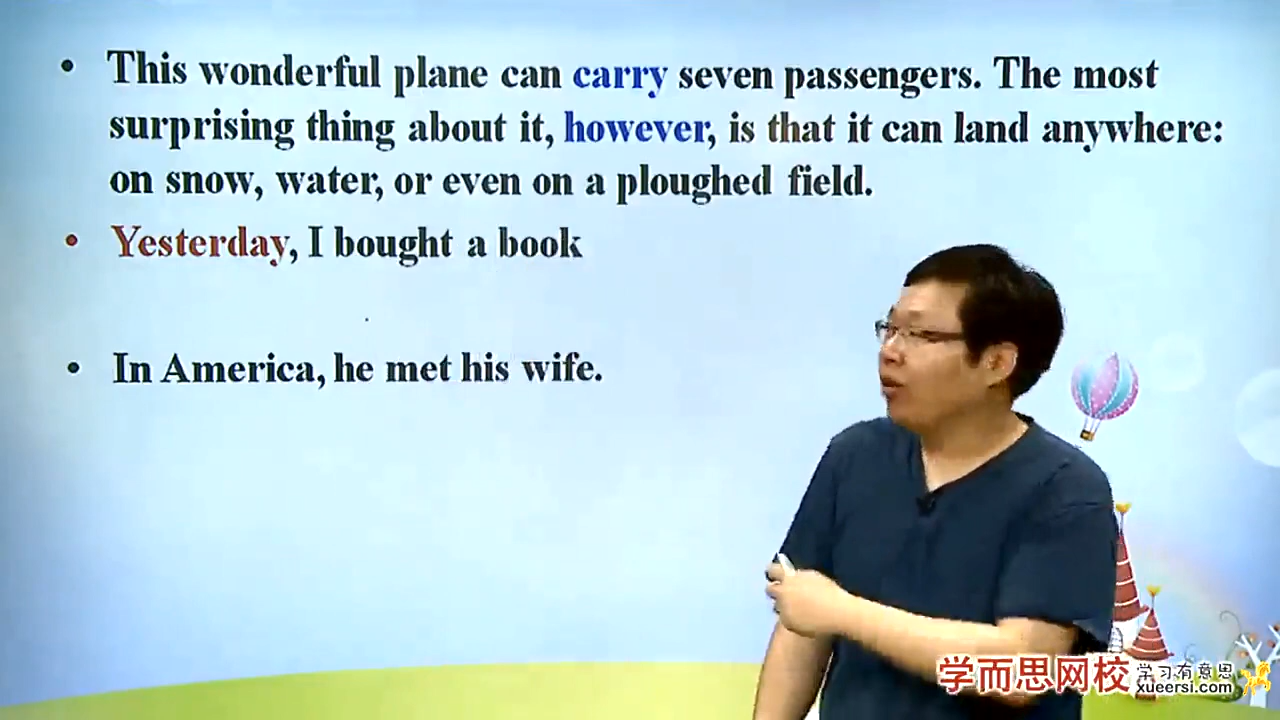 • This wonderful plane can carry seven passengers. The most
surprising thing about it, however, is that it can land anywhere:
on snow, water, or even on a ploughed field.
• Yesterday, I bought a book
• In America, he met his wife.
学而思网校 学习有意思
xueersi.com